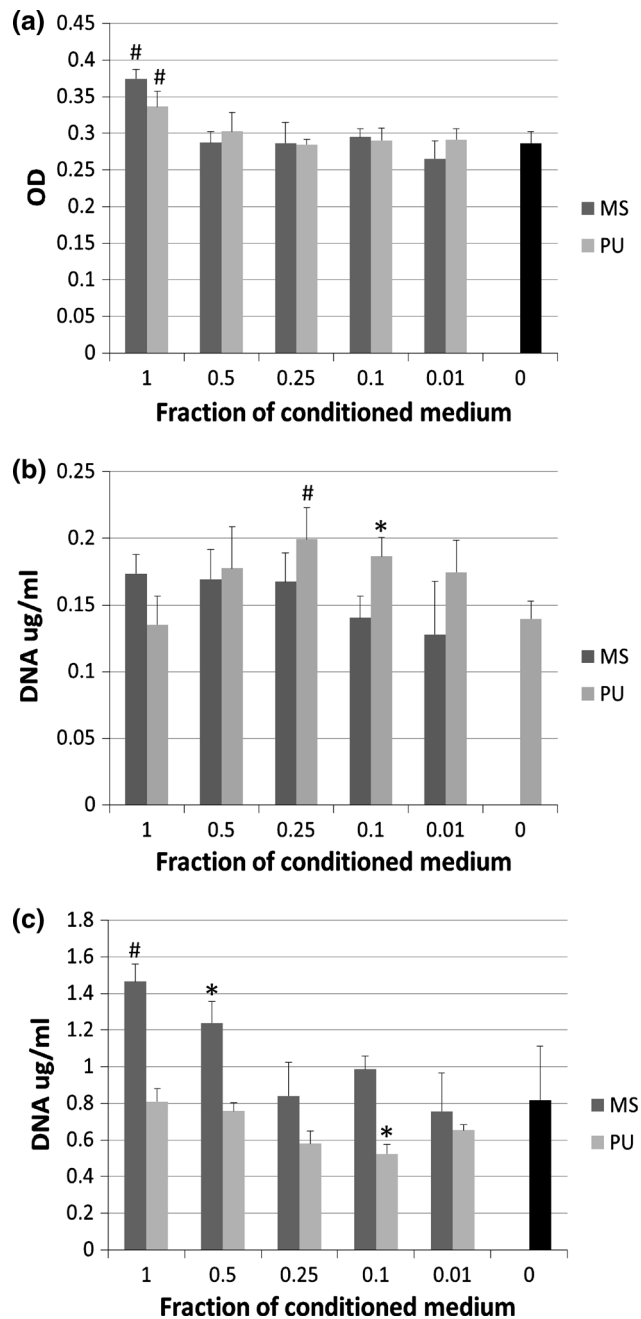 (a)
0.45
0.4
0.35
0.3
0.25
0.2
0.15
0.1
0.05
0
OD
# #
1 0.5 0.25 0.1 0.01 0
Fraction of conditioned medium
MS
PU
(b)
0.25
0.2
0.15
0.1
0.05
0
DNA ug/ml
# *
1 0.5 0.25 0.1 0.01 0
Fraction of conditioned medium
MS
PU
(c)
1.8
1.6
1.4
1.2
1
0.8
0.6
0.4
0.2
0
DNA ug/ml
# * *
1 0.5 0.25 0.1 0.01 0
Fraction of conditioned medium
MS
PU